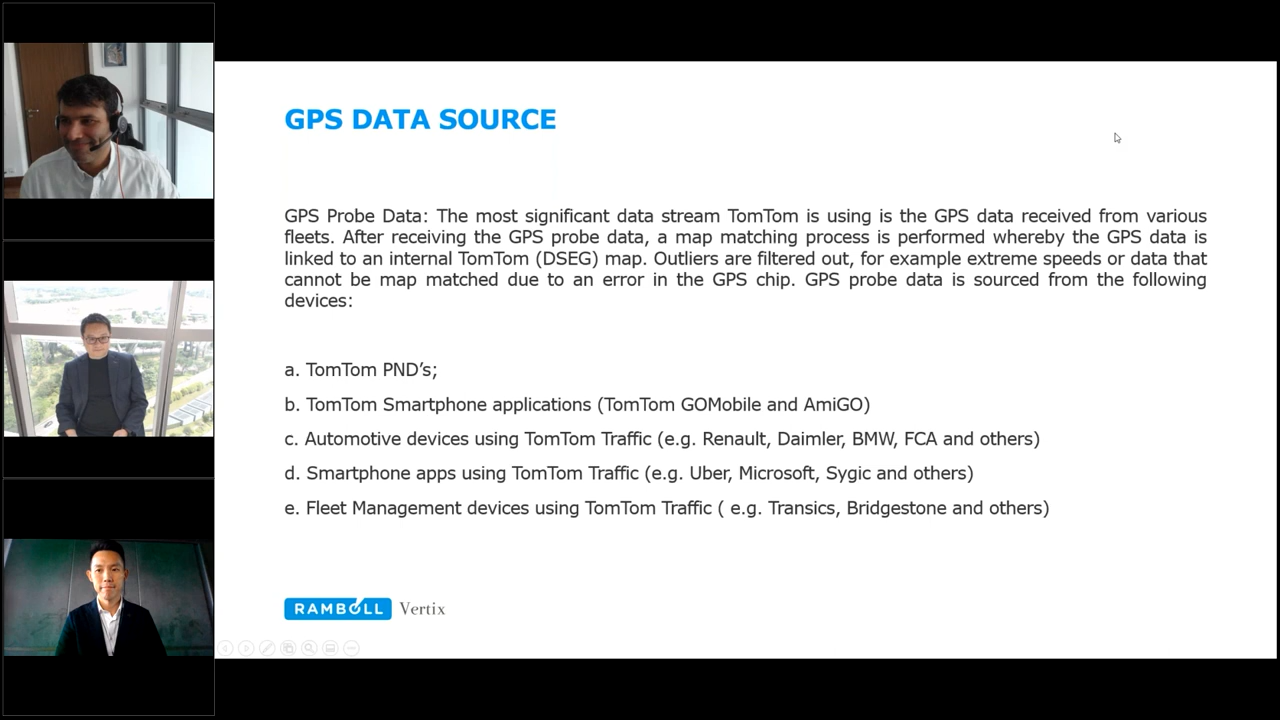 GPS DATA SOURCE
GPS Probe Data: The most significant data stream TomTom is using is the GPS data received from various
fleets. After receiving the GPS probe data, a map matching process is performed whereby the GPS data is
linked to an internal TomTom (DSEG) map. Outliers are filtered out, for example extreme speeds or data that
cannot be map matched due to an error in the GPS chip. GPS probe data is sourced from the following
devices:
a. TomTom PND’s;
b. TomTom Smartphone applications (TomTom GOMobile and AmiGO)
c. Automotive devices using TomTom Traffic (e.g. Renault, Daimler, BMW, FCA and others)
d. Smartphone apps using TomTom Traffic (e.g. Uber, Microsoft, Sygic and others)
e. Fleet Management devices using TomTom Traffic ( e.g. Transics, Bridgestone and others)
RAMBOLL Vertix